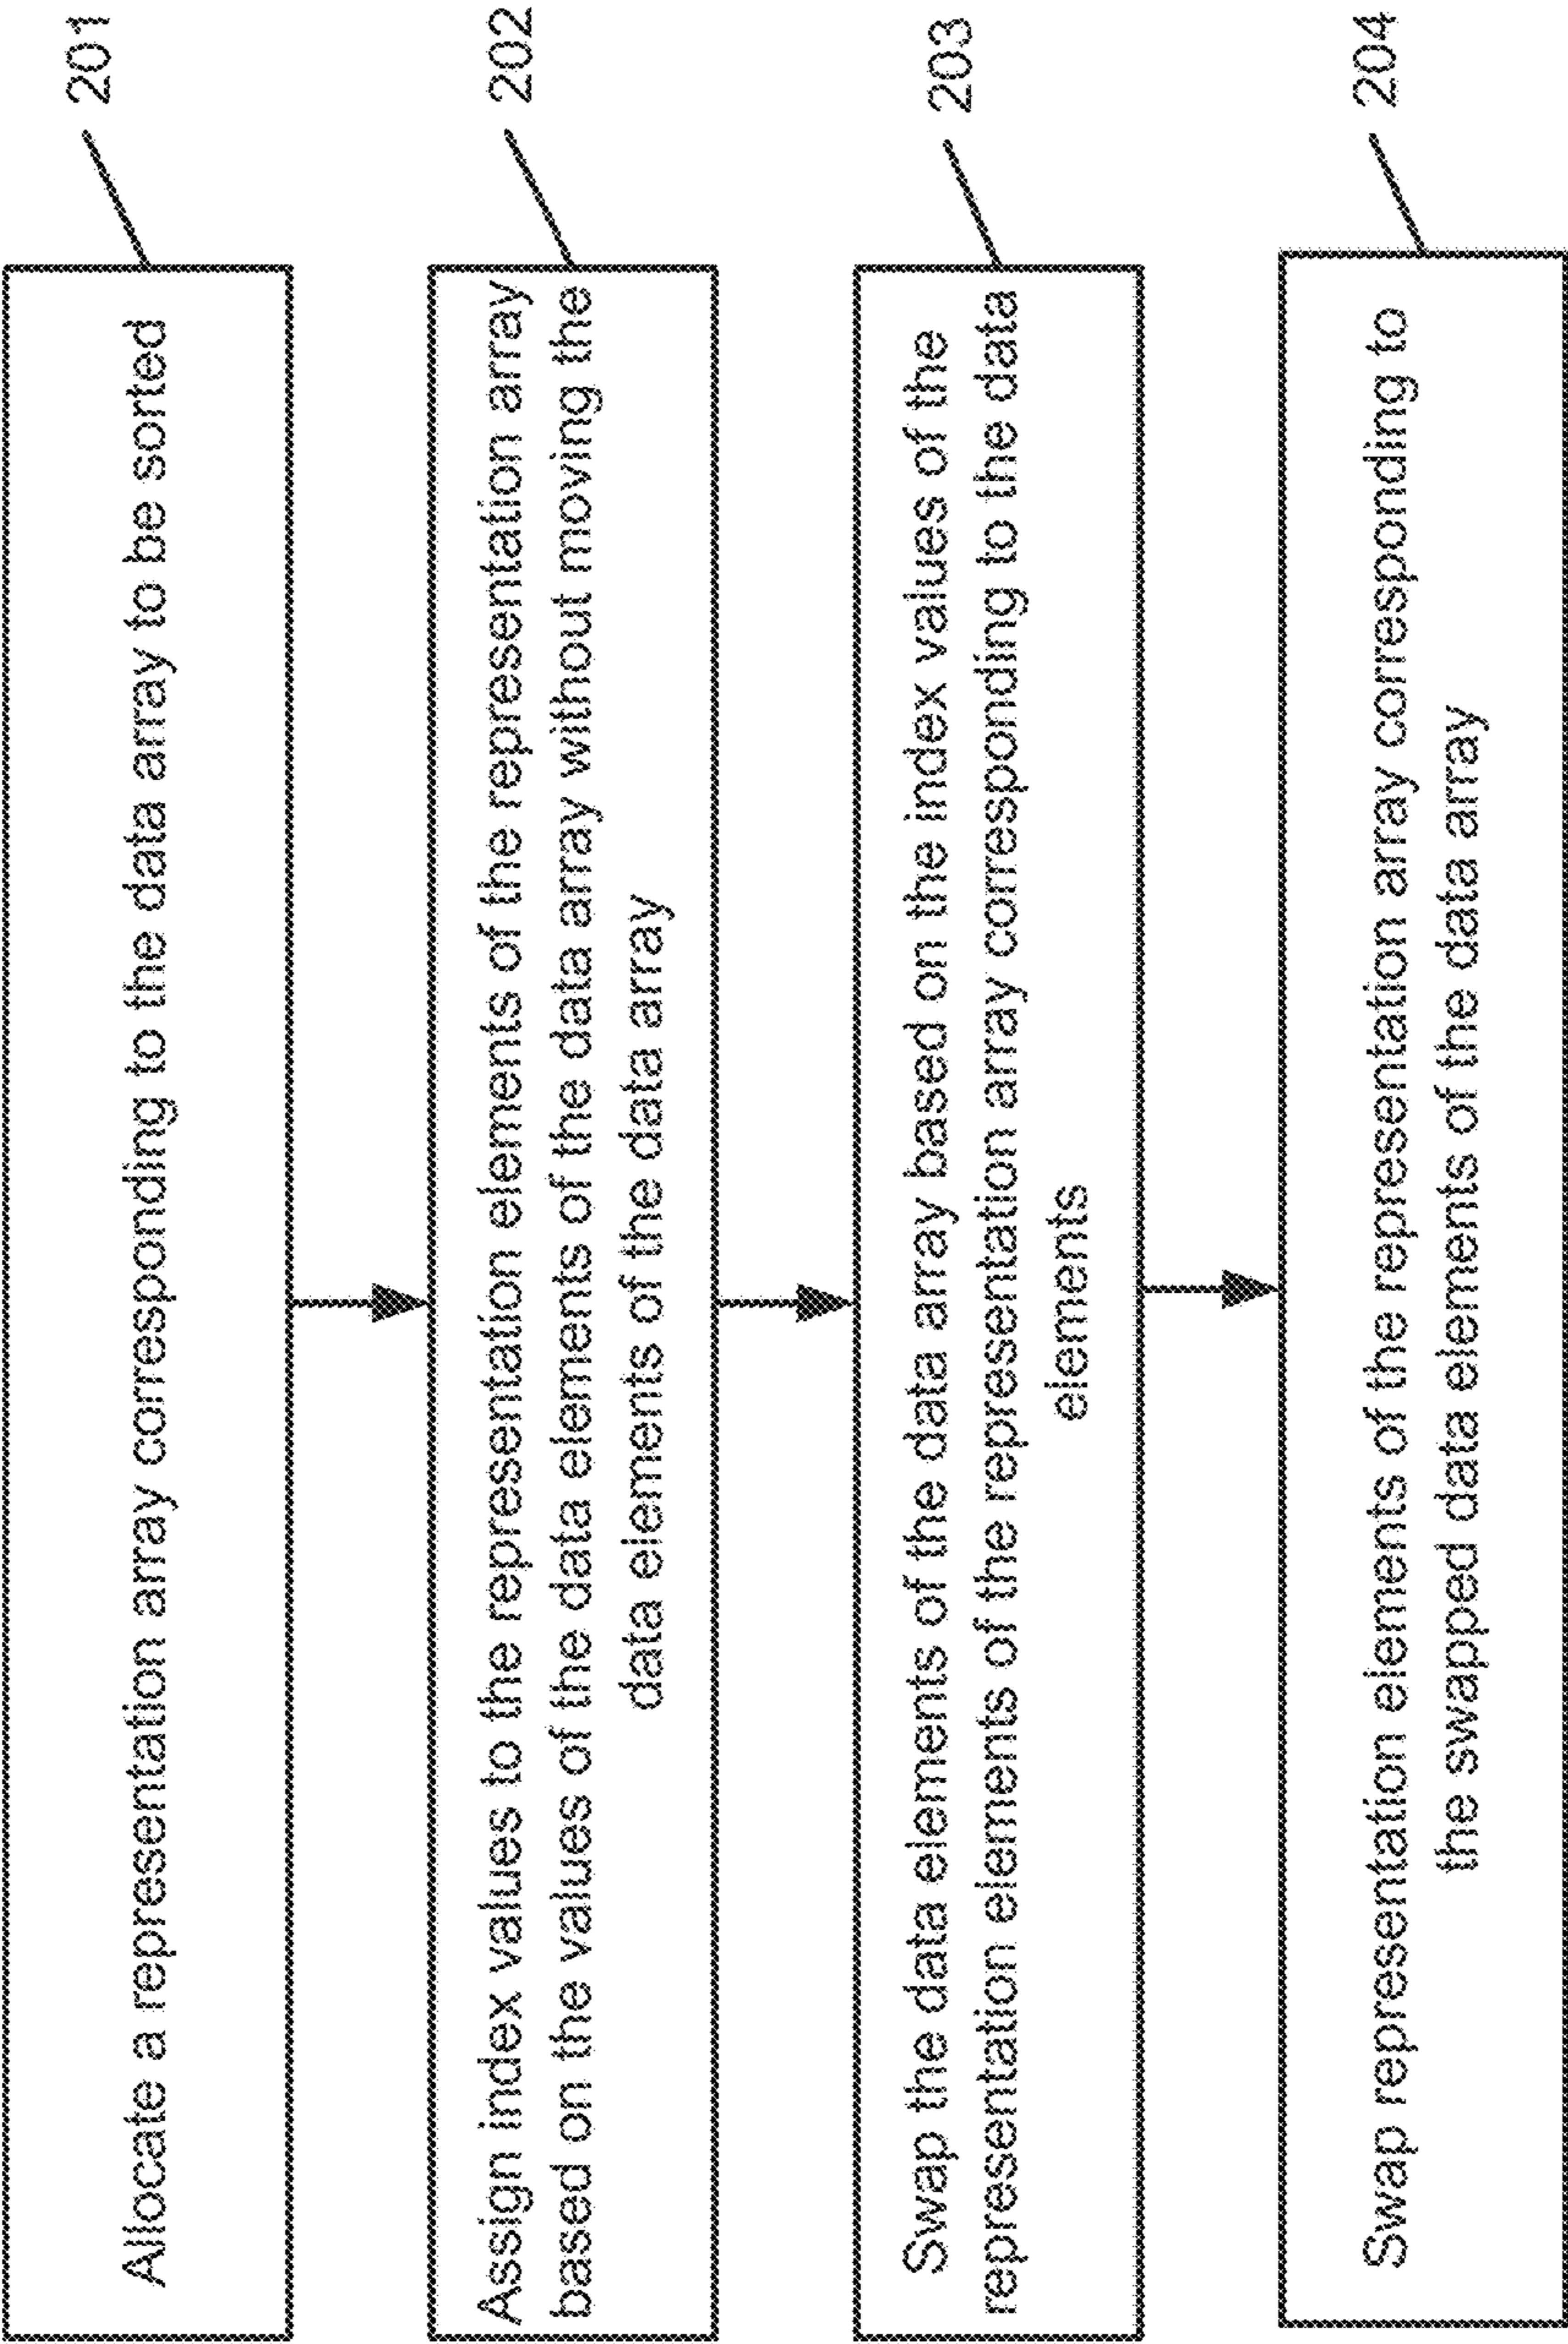 Allocate a representation array corresponding to the data array to be sorted
201
Assign index values to the representation elements of the representation array
based on the values of the data elements of the data array without moving the
data elements of the data array
202
Swap the data elements of the data array based on the index values of the
representation elements of the representation array corresponding to the data
elements
203
Swap representation elements of the representation array corresponding to
the swapped data elements of the data array
204